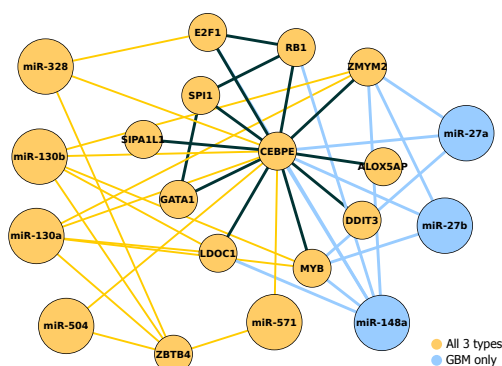 E2F1
RB1
miR-328
ZMYM2
SPI1
miR-27a
SIPA1L1
CEBPE
miR-130b
ALOX5AP
GATA1
DDIT3
miR-27b
miR-130a
LDOC1
MYB
miR-504
miR-571
miR-148a
ZBTB4
All 3 types
GBM only